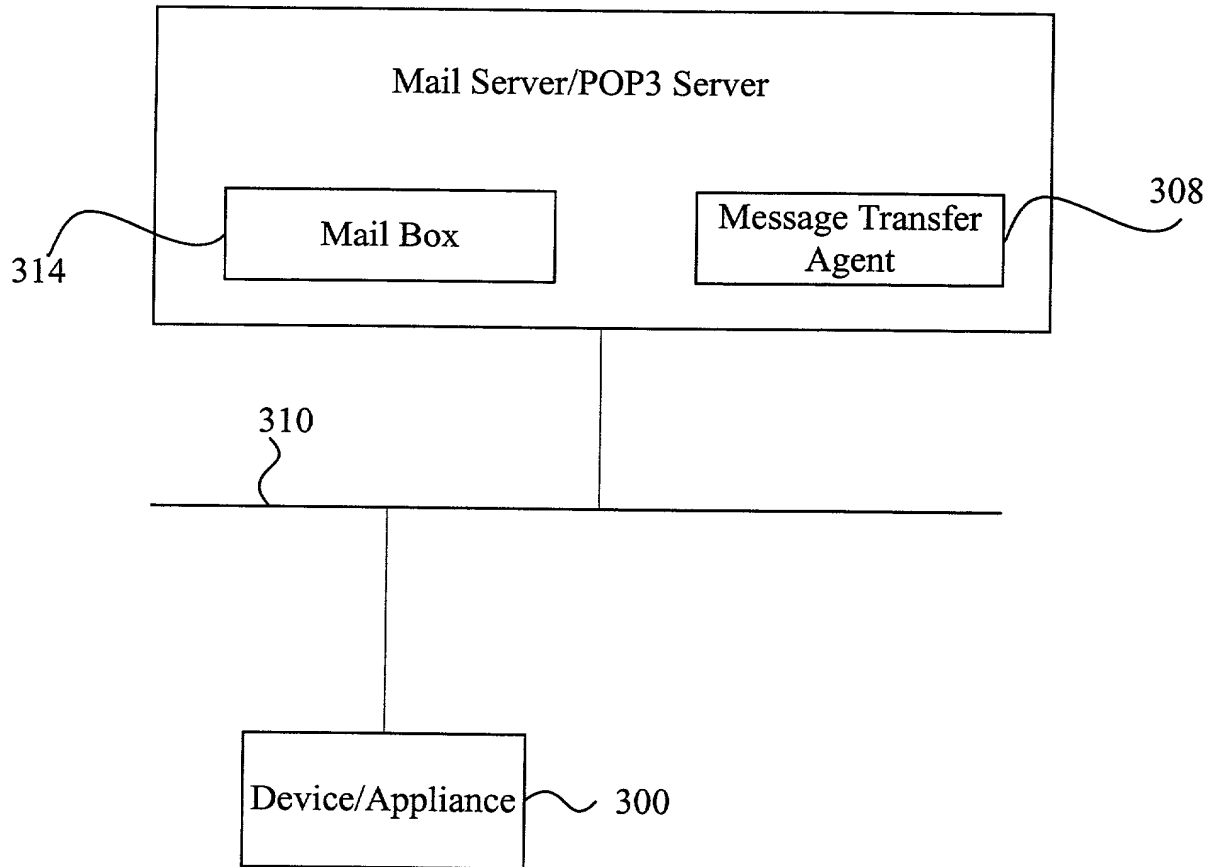 Mail Server/POP3 Server
308
Mail Box
Message Transfer
Agent
314
310
Device/Appliance
300